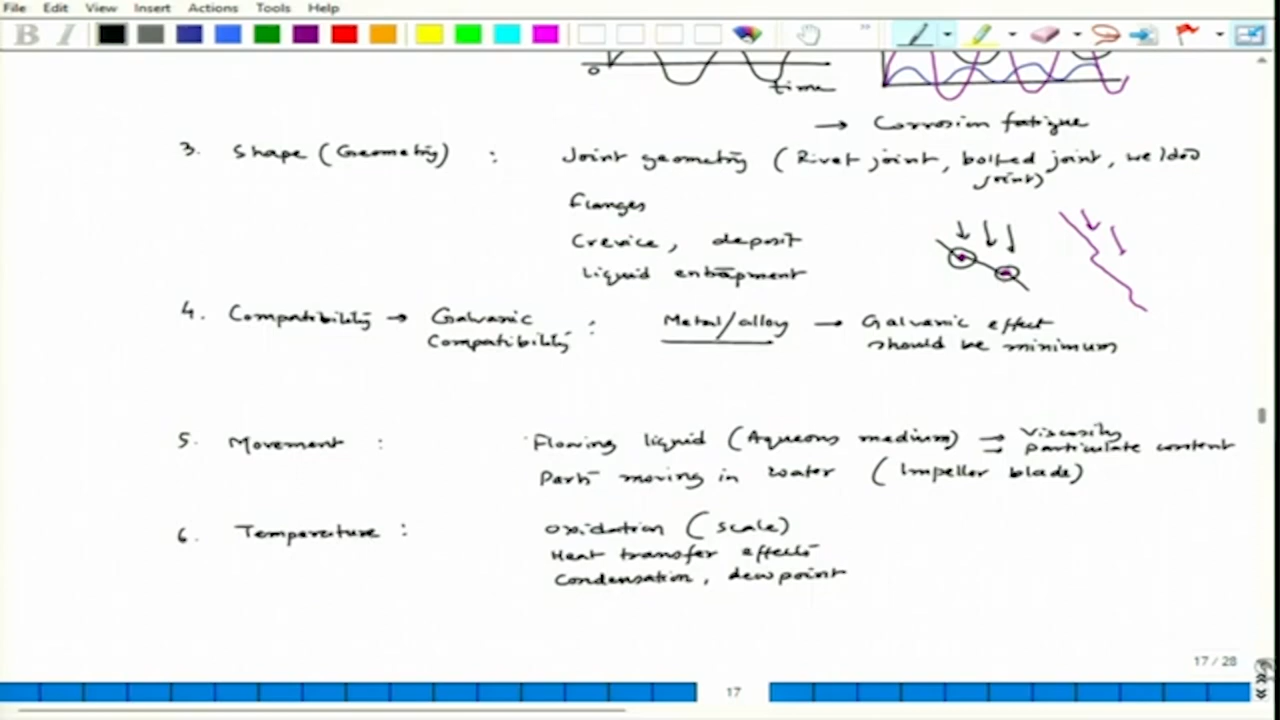 File Edit View Insert Actions Tools Help
B I
0 time
→ Corrosion fatigue
3. Shape (Geometry) : Joint geometry (Rivet joint, bolted joint, welded
joint)
flanges
Crevice, deposit
Liquid entrapment
4. Compatibility → Galvanic Compatibility : Metal/alloy → Galvanic effect
should be minimum
5. Movement : Flowing liquid (Aqueous medium) → Viscosity
→ particulate content
Parts moving in water (Impeller blade)
6. Temperature : Oxidation (scale)
Heat transfer effects
Condensation, dewpoint
17 / 28
17